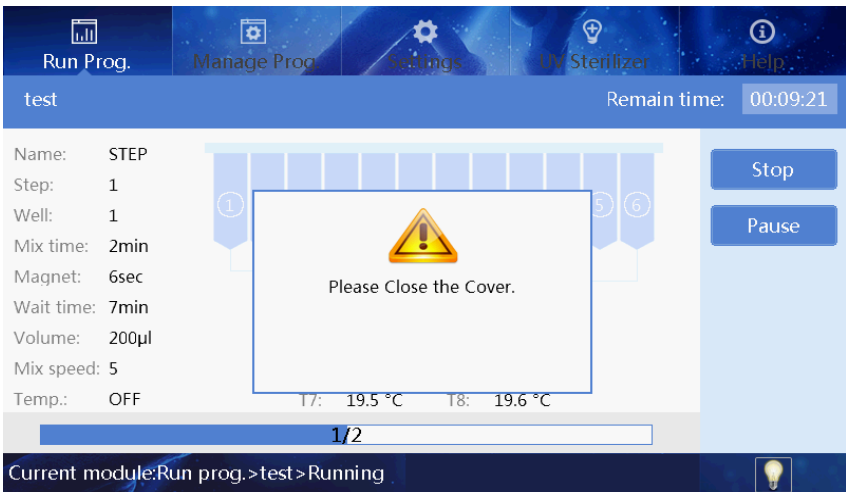 Run Prog. Manage Prog. Settings UV Sterilizer Help
test Remain time: 00:09:21
Name: STEP
Step: 1
Well: 1
Mix time: 2min
Magnet: 6sec
Wait time: 7min
Volume: 200μl
Mix speed: 5
Temp.: OFF
1 5 6
Please Close the Cover.
T7: 19.5 °C T8: 19.6 °C
Stop
Pause
1/2
Current module:Run prog.>test>Running